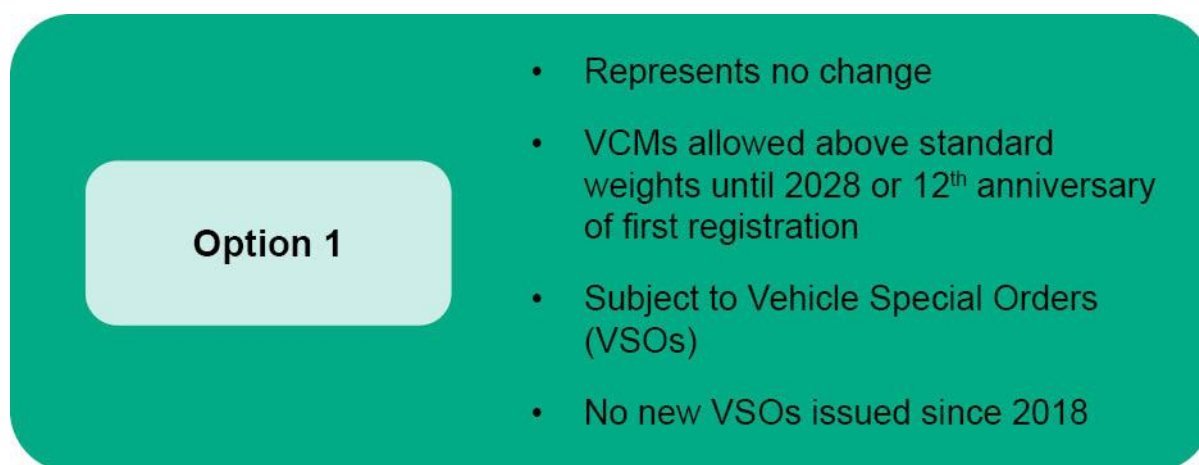 Option 1
• Represents no change
• VCMs allowed above standard
weights until 2028 or 12th anniversary
of first registration
• Subject to Vehicle Special Orders
(VSOs)
• No new VSOs issued since 2018